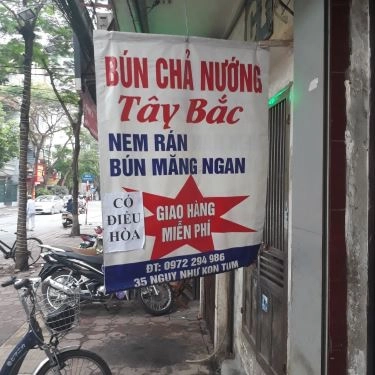 BÚN CHẢ NƯỚNG
Tây Bắc
NEM RÁN
BÚN MĂNG NGAN
CÓ
ĐIỀU
HÒA
GIAO HÀNG
MIỄN PHÍ
ĐT: 0972 294 986
35 NGUY NHƯ KON TUM